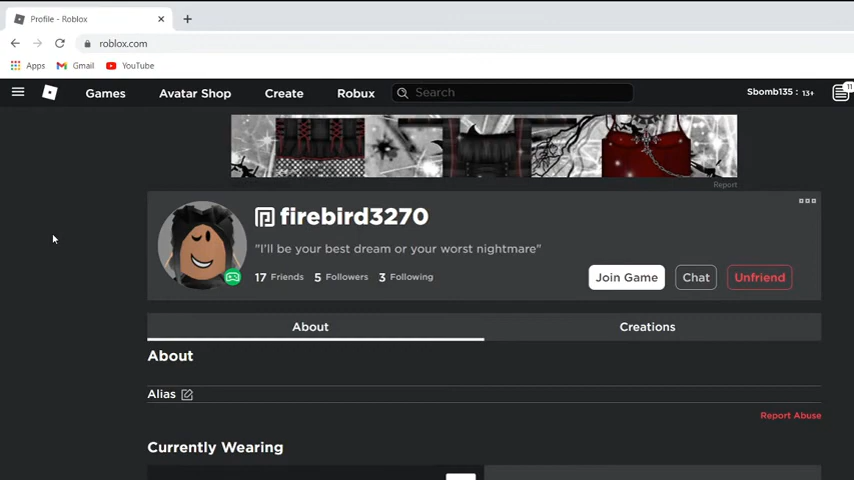 Profile - Roblox
roblox.com
Apps Gmail YouTube
Games Avatar Shop Create Robux Search Sbomb135 : 13+ 11
Report
firebird3270
"I'll be your best dream or your worst nightmare"
17 Friends 5 Followers 3 Following Join Game Chat Unfriend
About Creations
About
Alias
Report Abuse
Currently Wearing